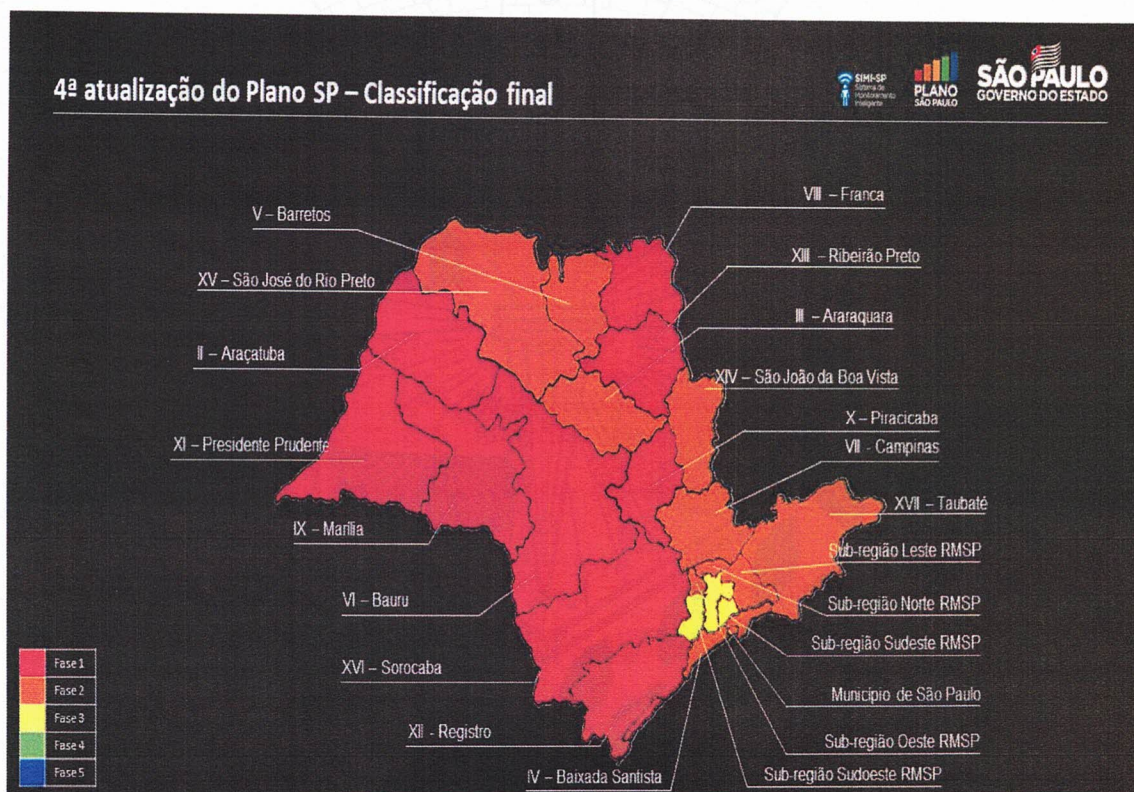 4ª atualização do Plano SP – Classificação final
SIMI-SP
Sistema de
Monitoramento
Inteligente
PLANO
SÃO PAULO
SÃO PAULO
GOVERNO DO ESTADO
VIII – Franca
V – Barretos
XIII – Ribeirão Preto
XV – São José do Rio Preto
III – Araraquara
II – Araçatuba
XIV – São João da Boa Vista
X – Piracicaba
XI – Presidente Prudente
VII - Campinas
XVII – Taubaté
IX – Marília
Sub-região Leste RMSP
VI – Bauru
Sub-região Norte RMSP
Sub-região Sudeste RMSP
XVI – Sorocaba
Município de São Paulo
XII - Registro
Sub-região Oeste RMSP
IV – Baixada Santista
Sub-região Sudoeste RMSP
Fase 1
Fase 2
Fase 3
Fase 4
Fase 5